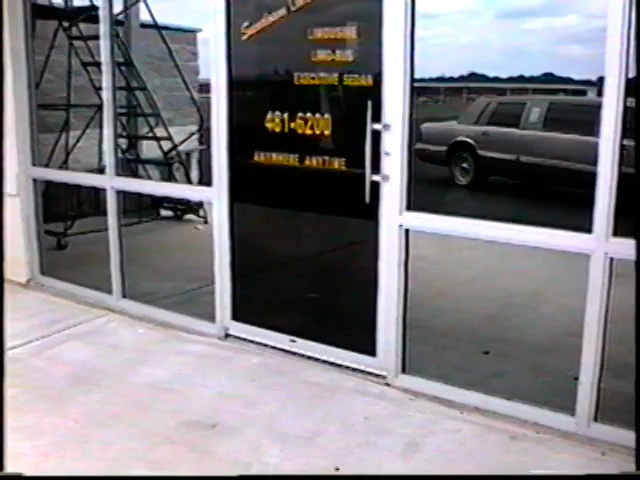 LIMOUSINE
LIMO-BUS
EXECUTIVE SEDAN
481-6200
ANYWHERE ANYTIME